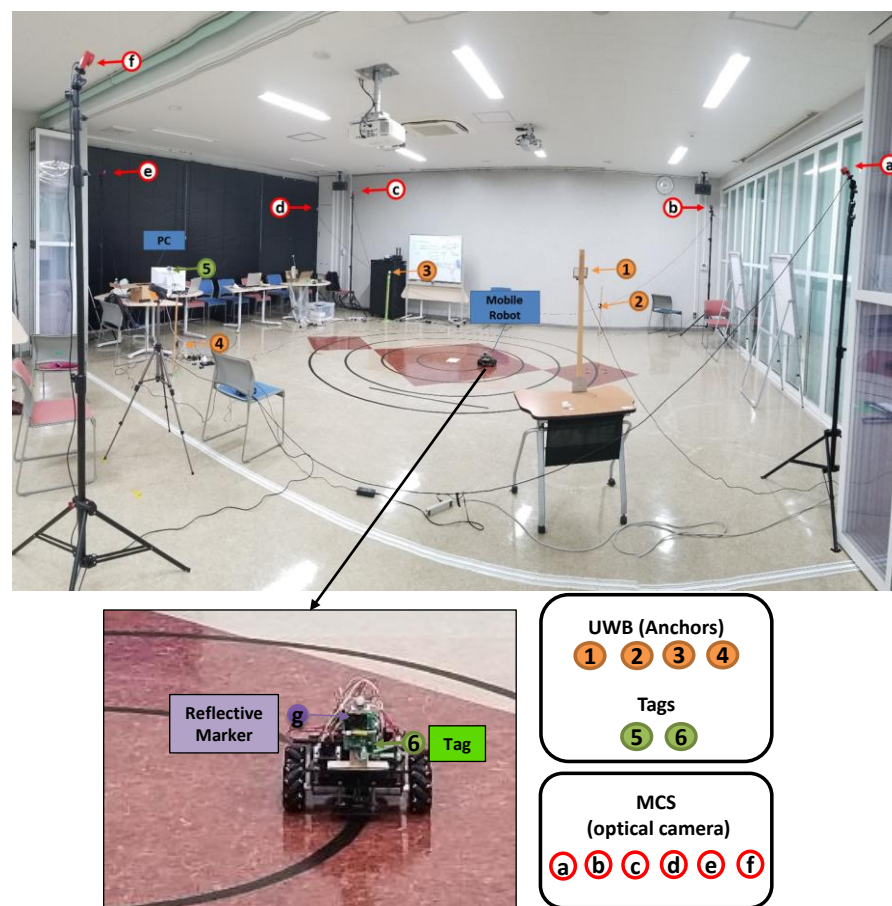 f
a
e
c
d
b
PC
5
3
1
Mobile
Robot
2
4
Reflective
Marker
g
6
Tag
UWB (Anchors)
1 2 3 4
Tags
5 6
MCS
(optical camera)
a b c d e f